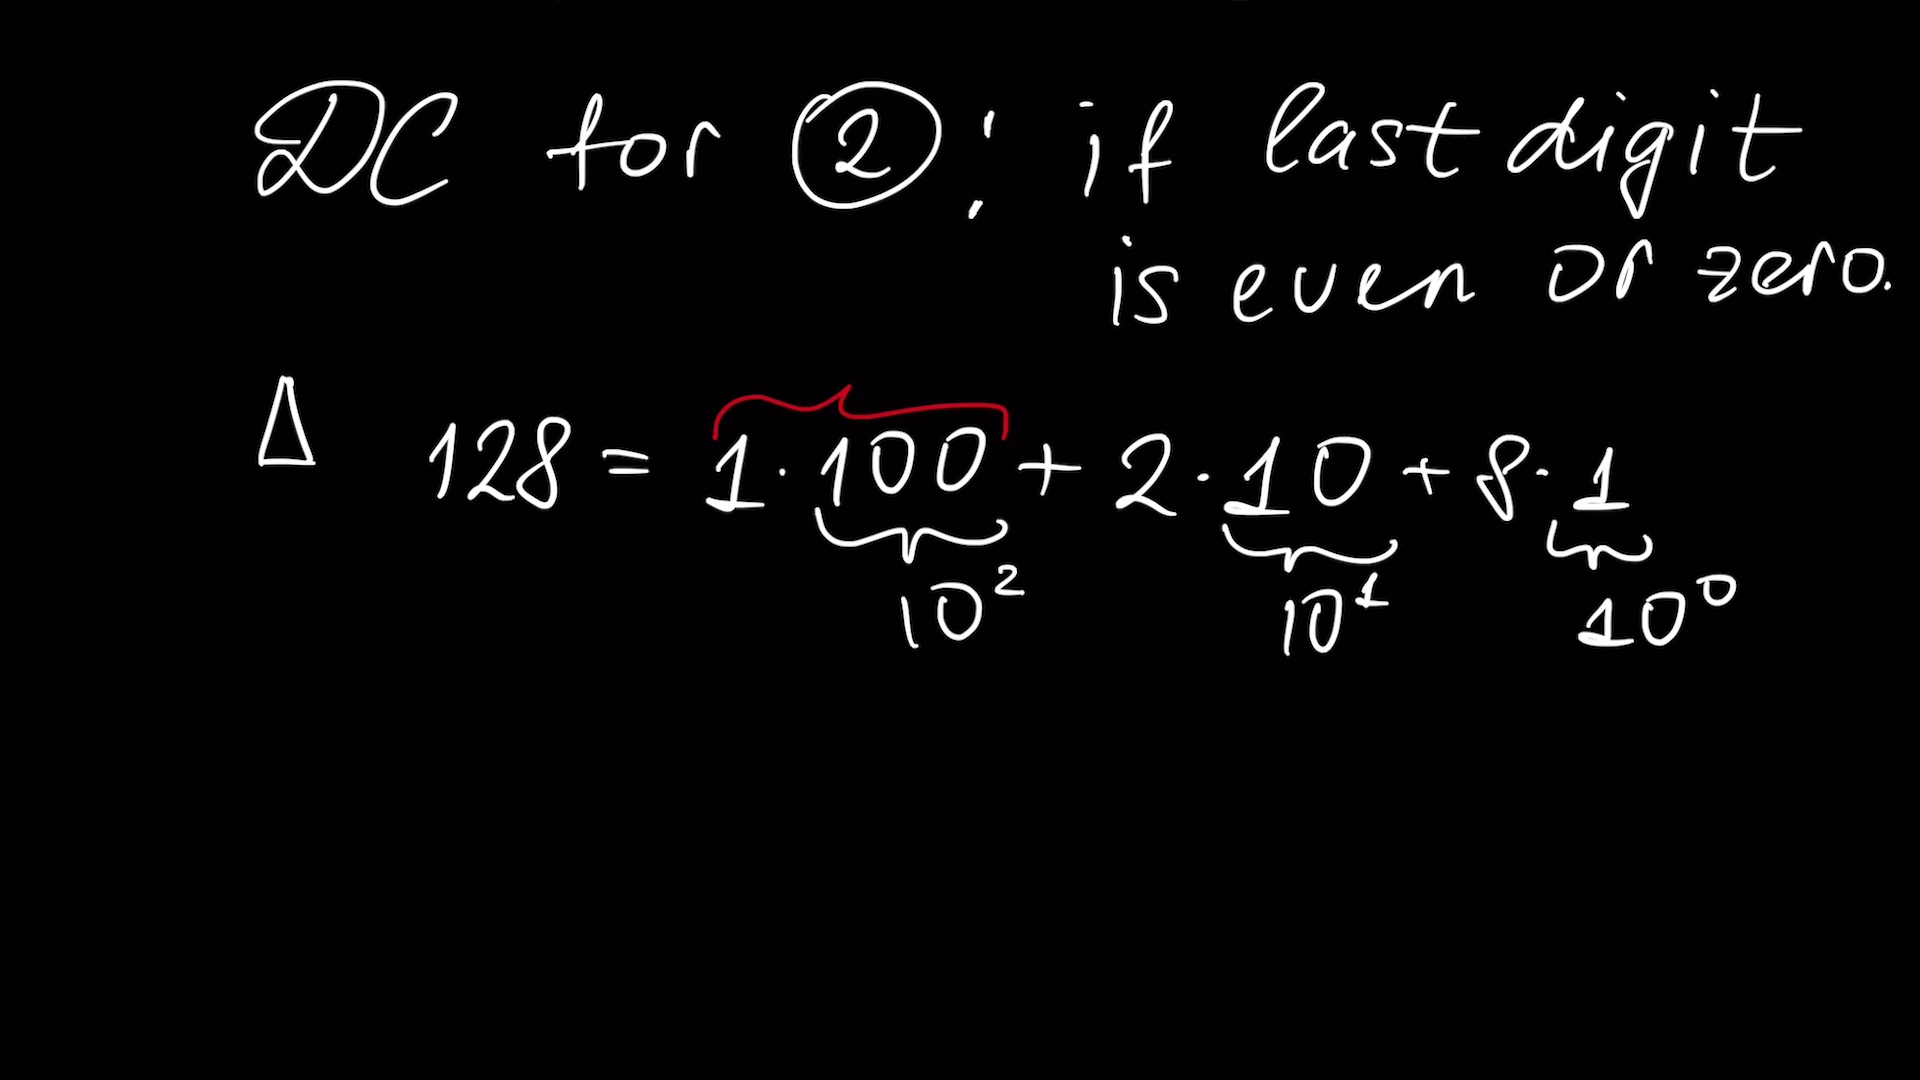 DC for 2: if last digit
is even or zero.
Δ 128 = 1·100 + 2·10 + 8·1
10² 10¹ 10⁰